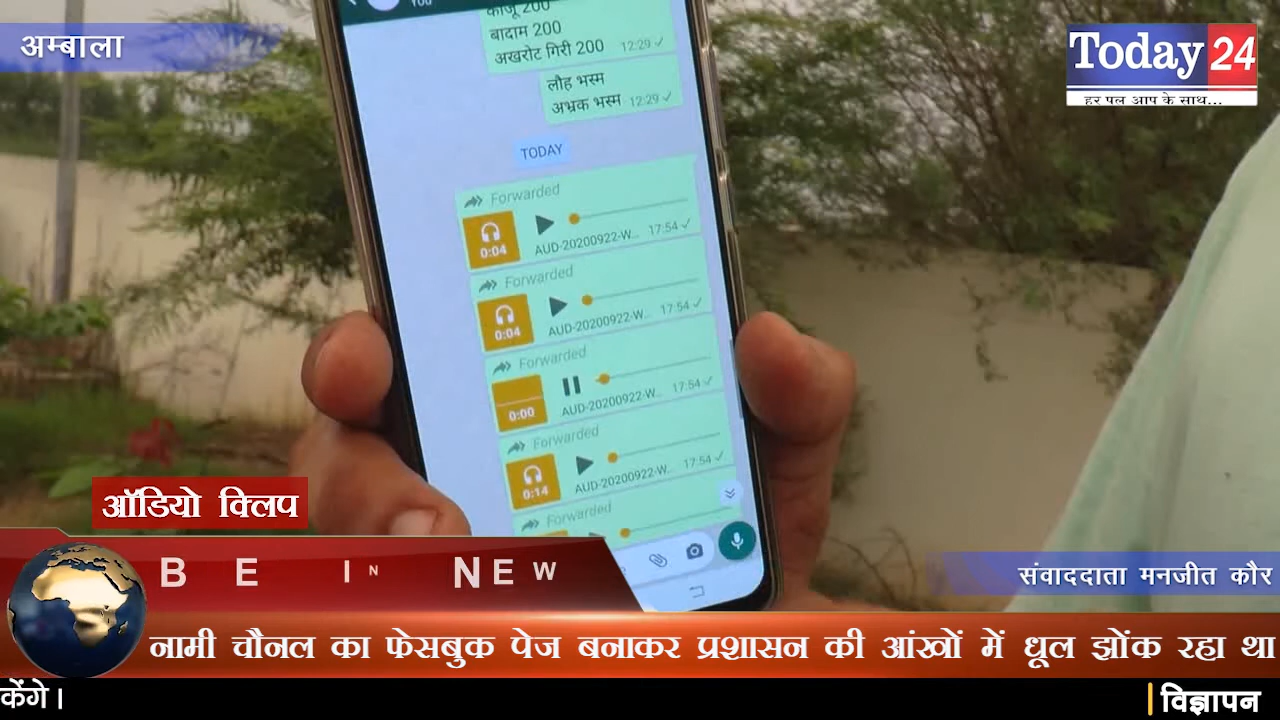 अम्बाला
Today 24
हर पल आप के साथ...
You
काजू 200
बादाम 200
अखरोट गिरी 200 12:29
लौह भस्म
अभ्रक भस्म 12:29
TODAY
Forwarded
0:04 AUD-20200922-W... 17:54
Forwarded
0:04 AUD-20200922-W... 17:54
Forwarded
0:00 AUD-20200922-W... 17:54
Forwarded
0:14 AUD-20200922-W... 17:54
Forwarded
ऑडियो क्लिप
B E I N N E W
संवाददाता मनजीत कौर
नामी चौनल का फेसबुक पेज बनाकर प्रशासन की आंखों में धूल झोंक रहा था
केंगे।
विज्ञापन